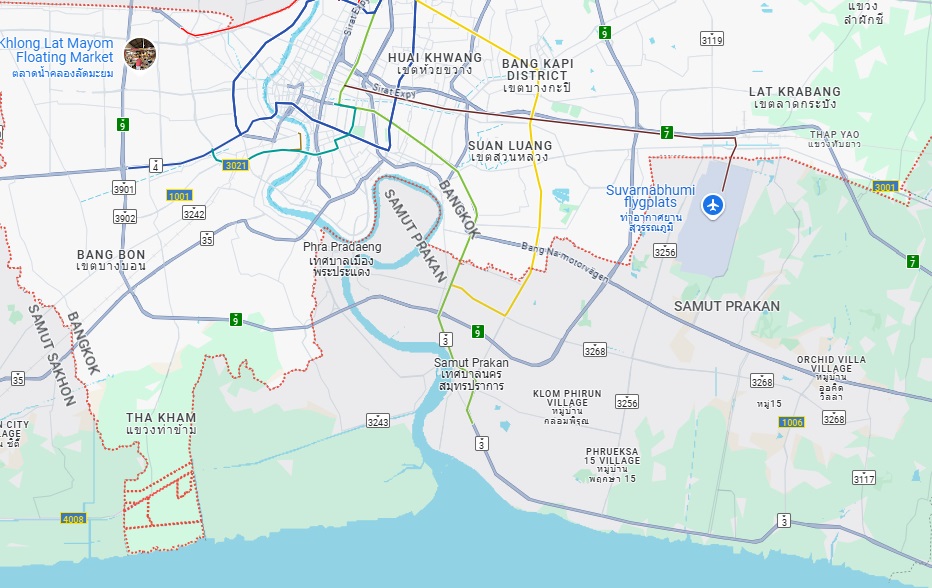 แขวง
ลำผักชี
Sirat Expy
9
3119
Khlong Lat Mayom
Floating Market
ตลาดน้ำคลองลัดมะยม
HUAI KHWANG
เขตห้วยขวาง
BANG KAPI
DISTRICT
เขตบางกะปิ
Sirat Expy
LAT KRABANG
เขตลาดกระบัง
9
7
THAP YAO
แขวงทับยาว
SUAN LUANG
เขตสวนหลวง
4
3021
3901
1001
3001
Suvarnabhumi
flygplats
ท่าอากาศยาน
สุวรรณภูมิ
3902
3242
SAMUT PRAKAN
BANGKOK
35
Phra Pradaeng
เทศบาลเมือง
พระประแดง
Bang Na-motorvägen
3256
BANG BON
เขตบางบอน
7
SAMUT PRAKAN
SAMUT SAKHON
BANGKOK
9
9
3
3268
Samut Prakan
เทศบาลนคร
สมุทรปราการ
ORCHID VILLA
VILLAGE
หมู่บ้าน
ออคิด
วิลล่า
35
3268
KLOM PHIRUN
VILLAGE
หมู่บ้าน
กลอมพิรุณ
3256
หมู่15
THA KHAM
แขวงท่าข้าม
3243
1006
3268
N CITY
LAGE
3
PHRUEKSA
15 VILLAGE
หมู่บ้าน
พฤกษา 15
3117
4008
3